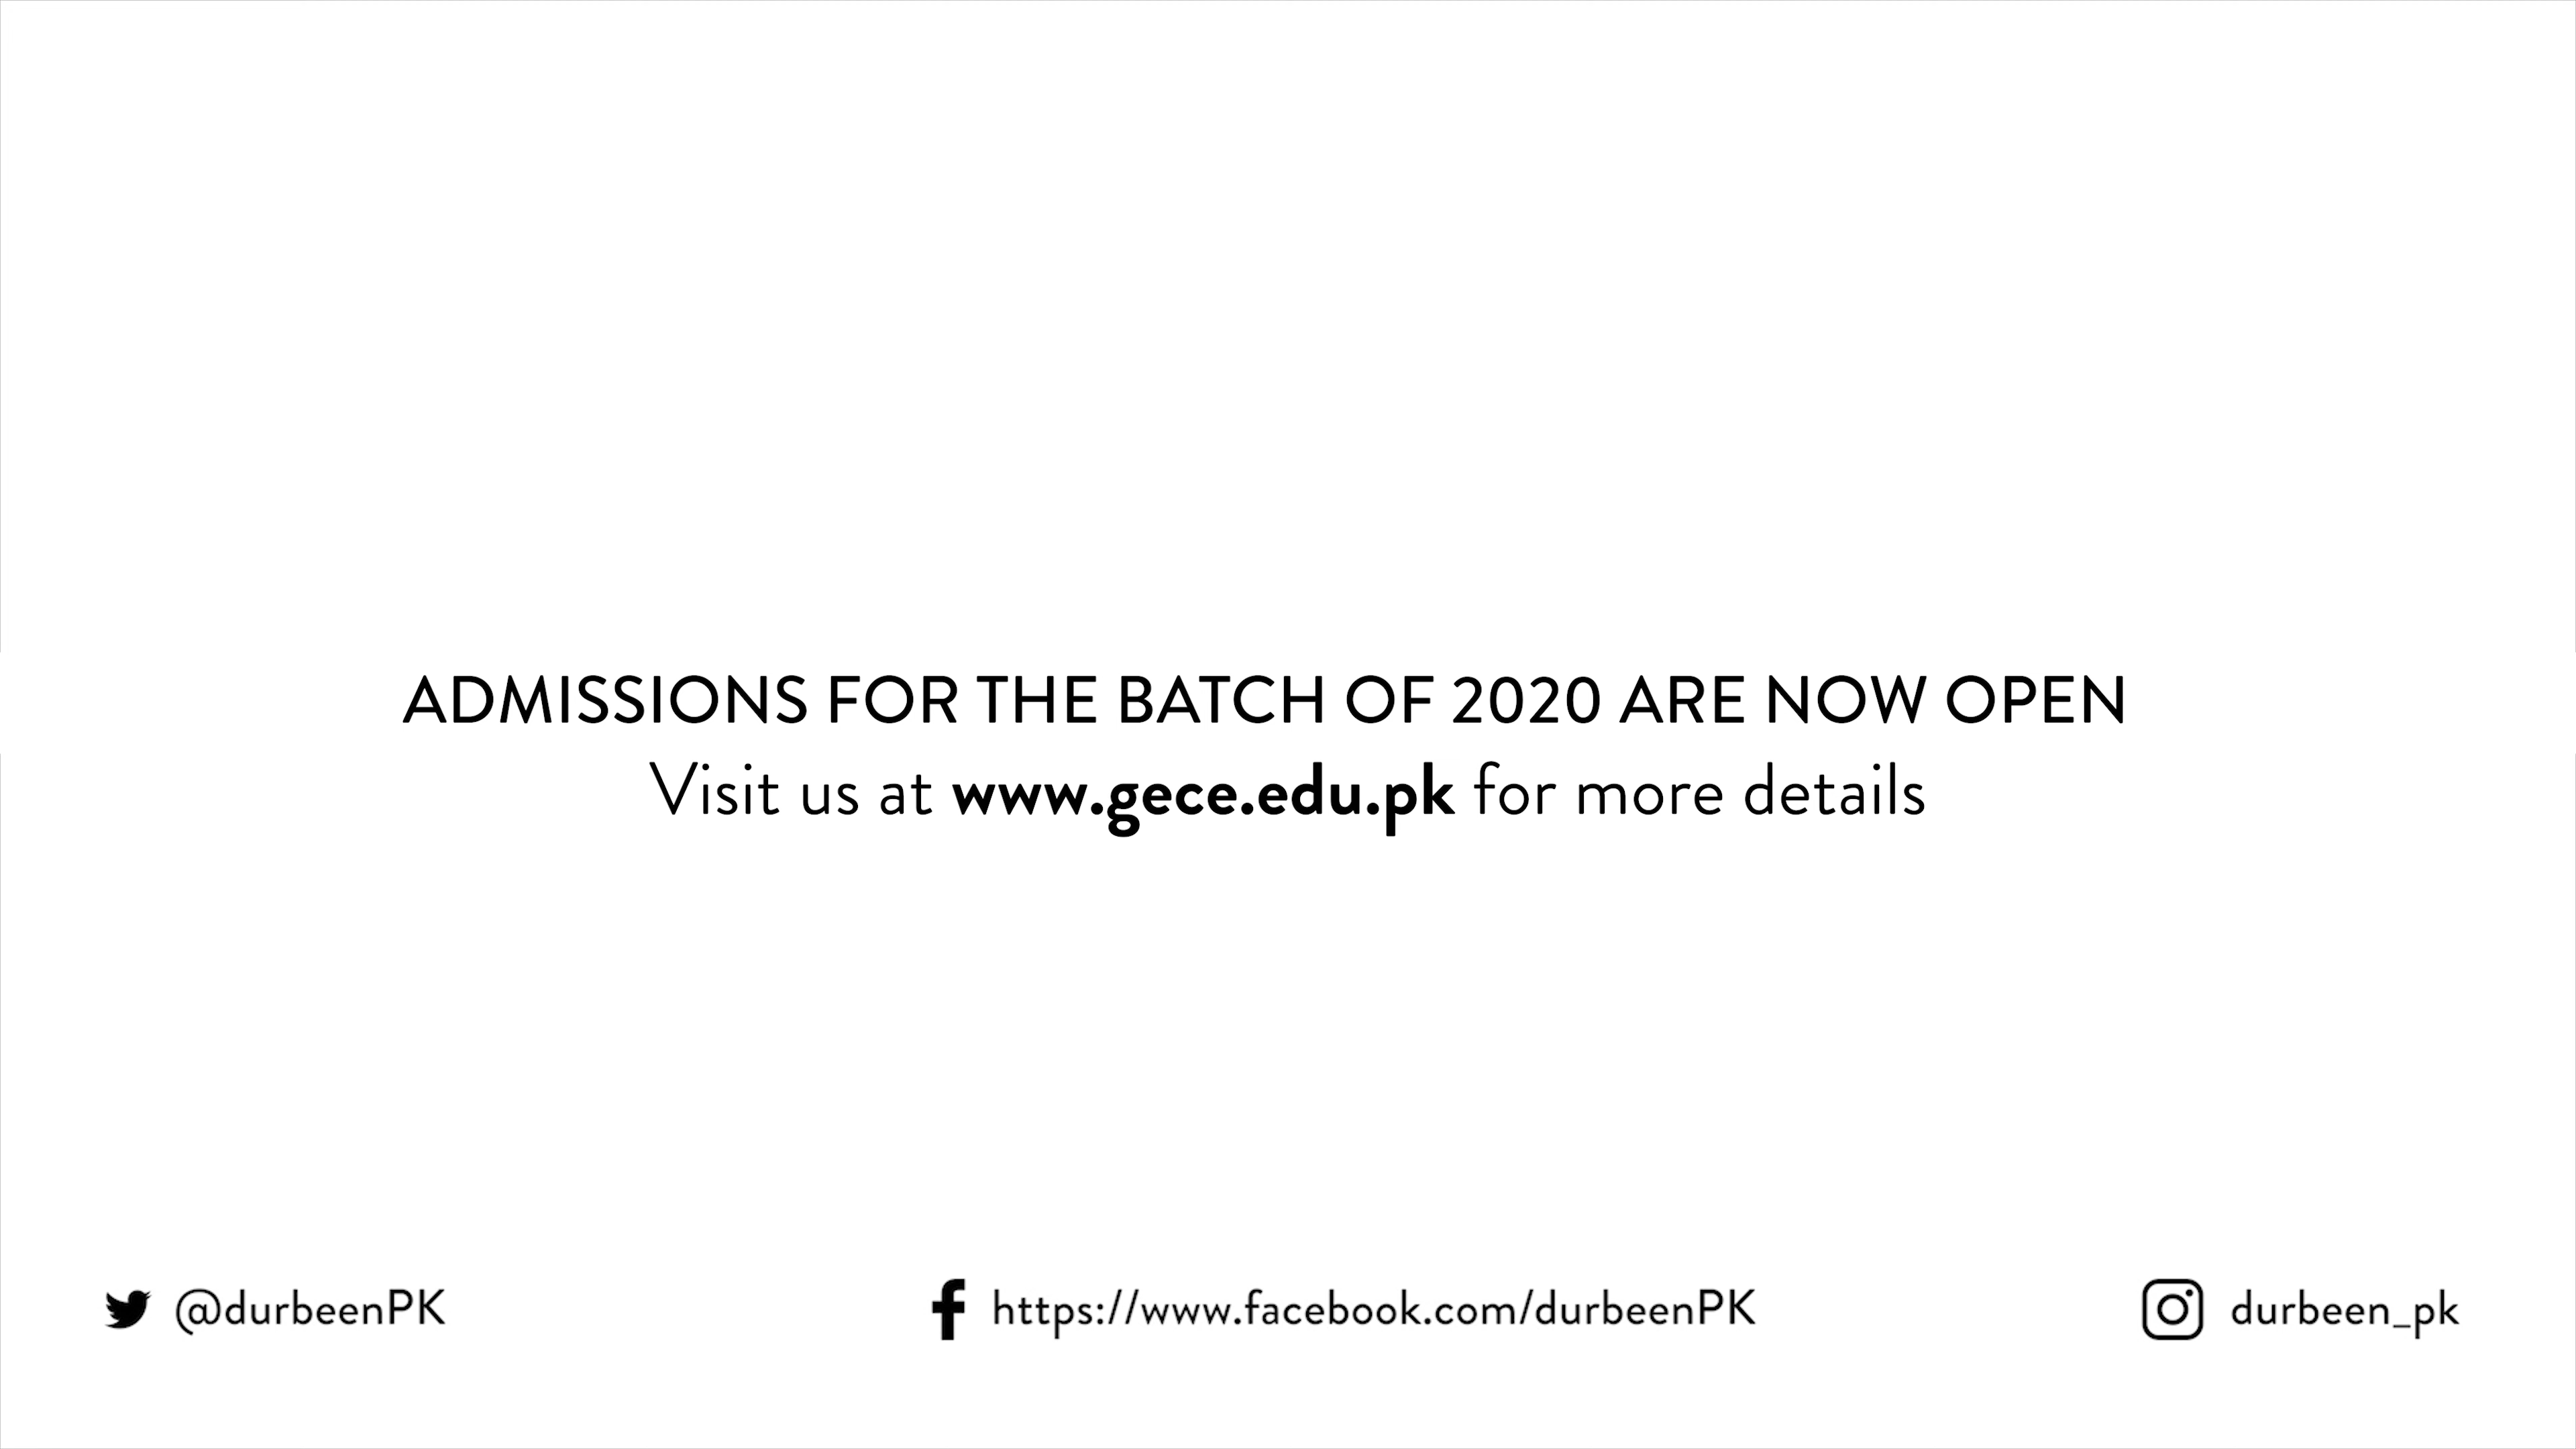 ADMISSIONS FOR THE BATCH OF 2020 ARE NOW OPEN
Visit us at www.gece.edu.pk for more details
@durbeenPK
https://www.facebook.com/durbeenPK
durbeen_pk